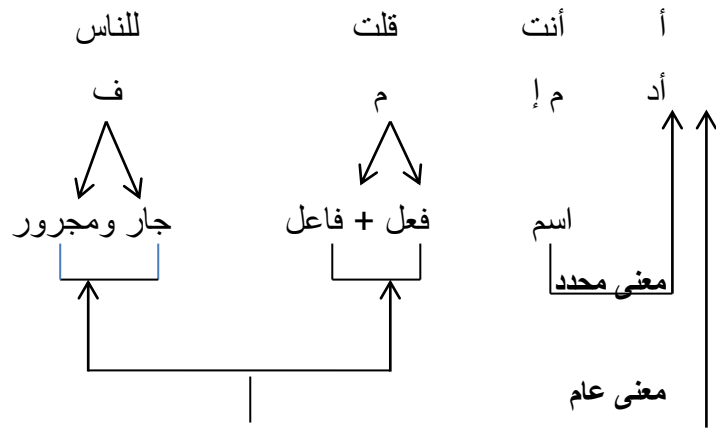 أ أنت قلت للناس
أد م إ م ف
اسم فعل + فاعل جار ومجرور
معنى محدد
معنى عام